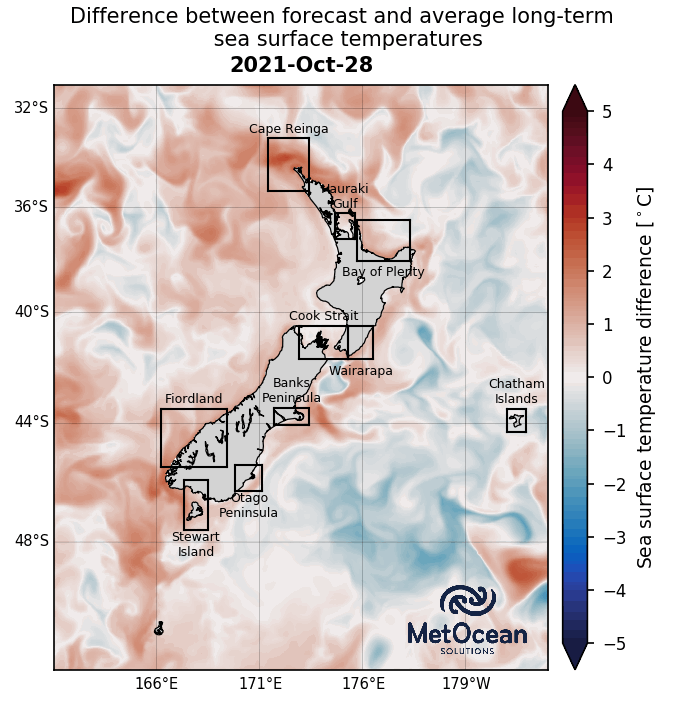 Difference between forecast and average long-term
sea surface temperatures
2021-Oct-28
32°S
36°S
40°S
44°S
48°S
166°E
171°E
176°E
179°W
Cape Reinga
Hauraki
Gulf
Bay of Plenty
Cook Strait
Wairarapa
Banks
Peninsula
Fiordland
Chatham
Islands
Otago
Peninsula
Stewart
Island
MetOcean
SOLUTIONS
5
4
3
2
1
0
−1
−2
−3
−4
−5
Sea surface temperature difference [°C]